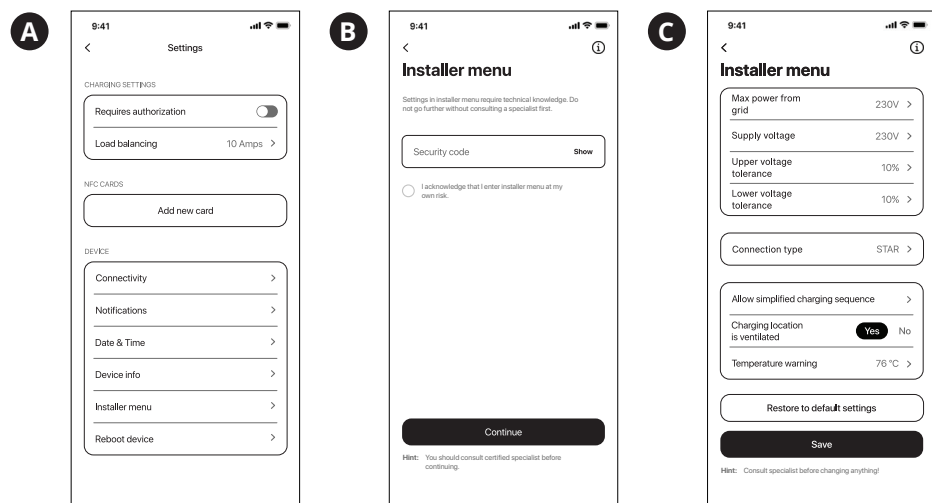 A
9:41
Settings
CHARGING SETTINGS
Requires authorization
Load balancing 10 Amps
NFC CARDS
Add new card
DEVICE
Connectivity
Notifications
Date & Time
Device info
Installer menu
Reboot device
B
9:41
Installer menu
Settings in installer menu require technical knowledge. Do
not go further without consulting a specialist first.
Security code Show
I acknowledge that I enter installer menu at my
own risk.
Continue
Hint: You should consult certified specialist before
continuing.
C
9:41
Installer menu
Max power from
grid 230V
Supply voltage 230V
Upper voltage
tolerance 10%
Lower voltage
tolerance 10%
Connection type STAR
Allow simplified charging sequence
Charging location
is ventilated Yes No
Temperature warning 76 °C
Restore to default settings
Save
Hint: Consult specialist before changing anything!